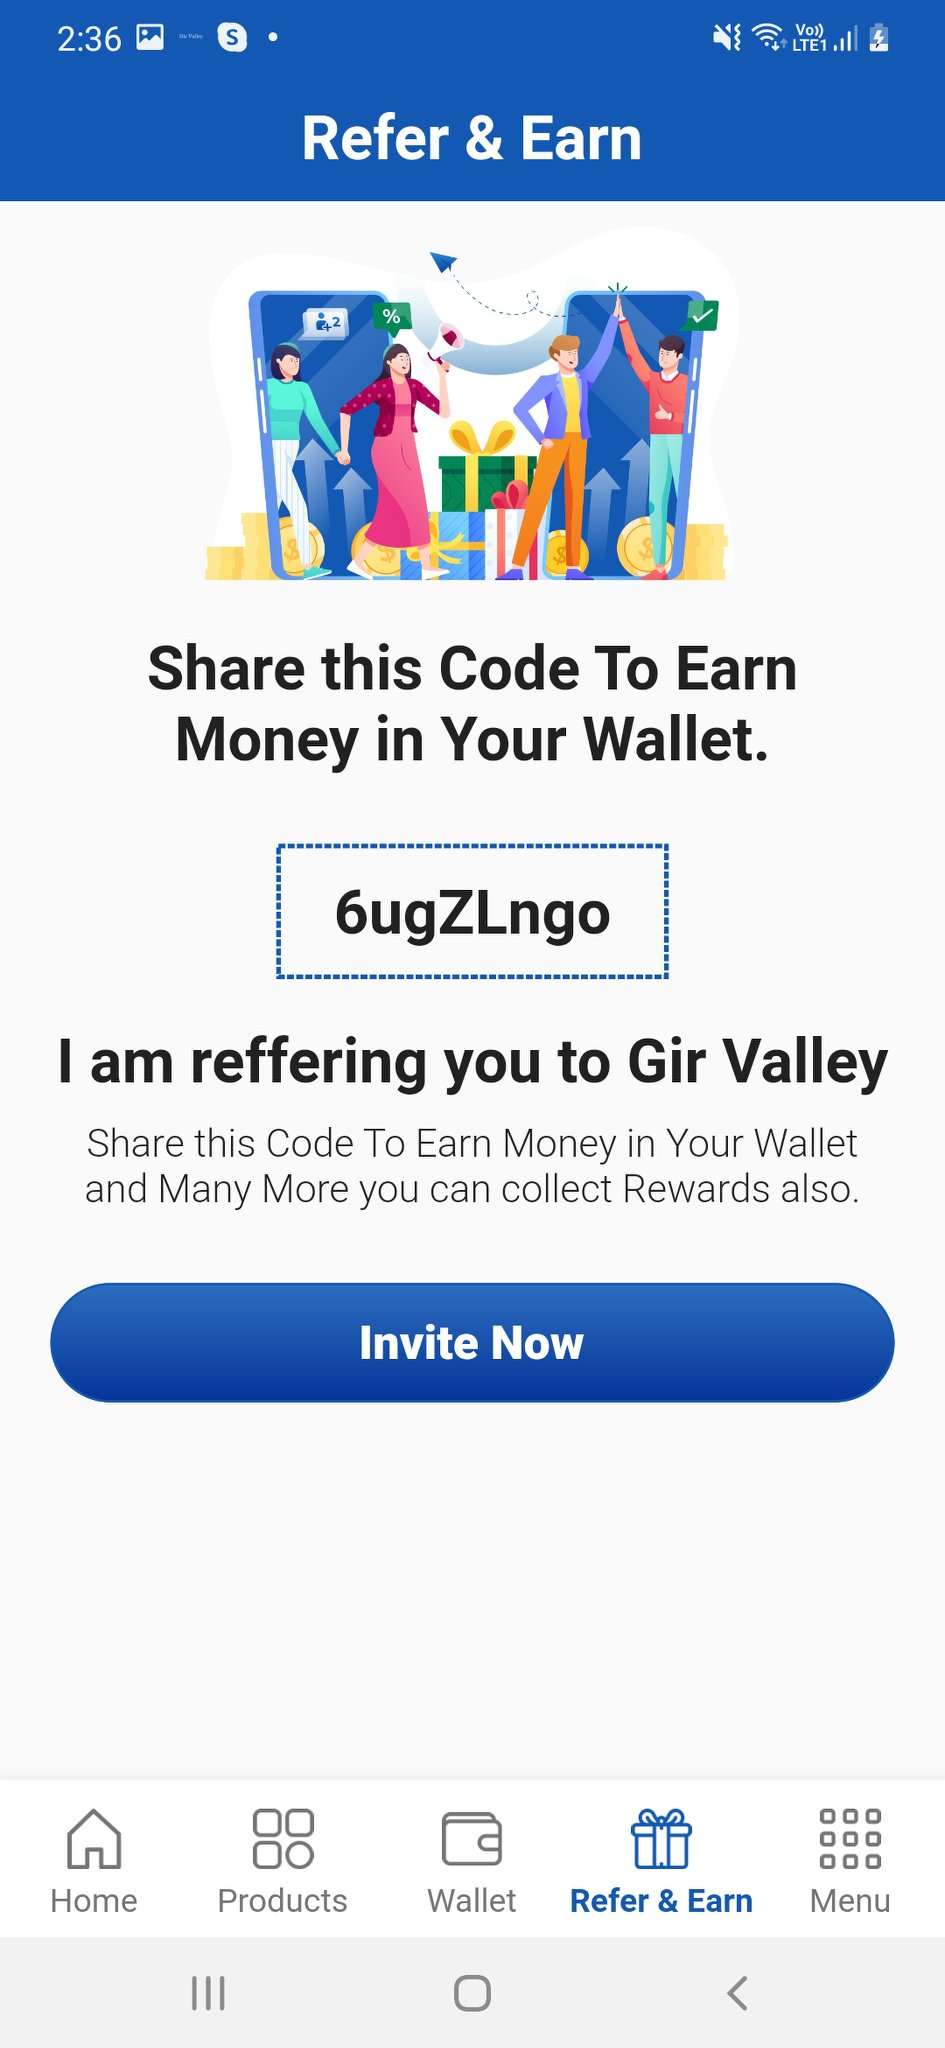 2:36
Gir Valley
S
Vo))
LTE1
Refer & Earn
+2
%
$
$
$
$
Share this Code To Earn
Money in Your Wallet.
6ugZLngo
I am reffering you to Gir Valley
Share this Code To Earn Money in Your Wallet
and Many More you can collect Rewards also.
Invite Now
Home
Products
Wallet
Refer & Earn
Menu